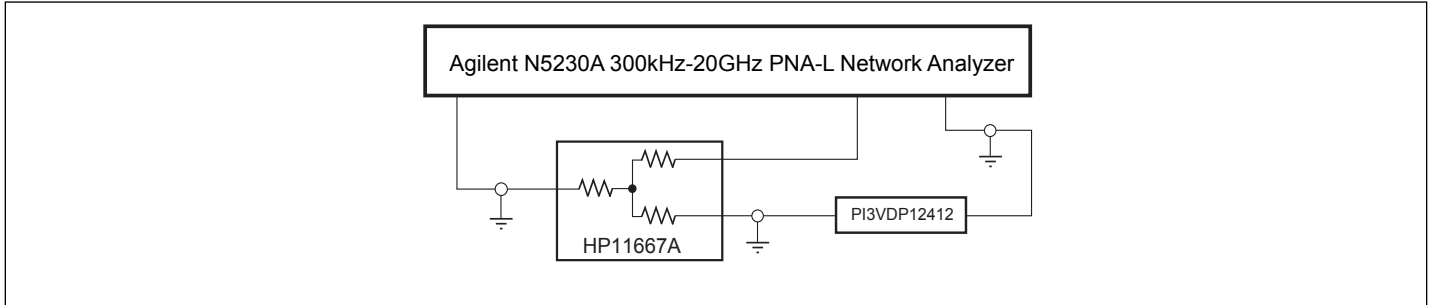 Agilent N5230A 300kHz-20GHz PNA-L Network Analyzer
PI3VDP12412
HP11667A